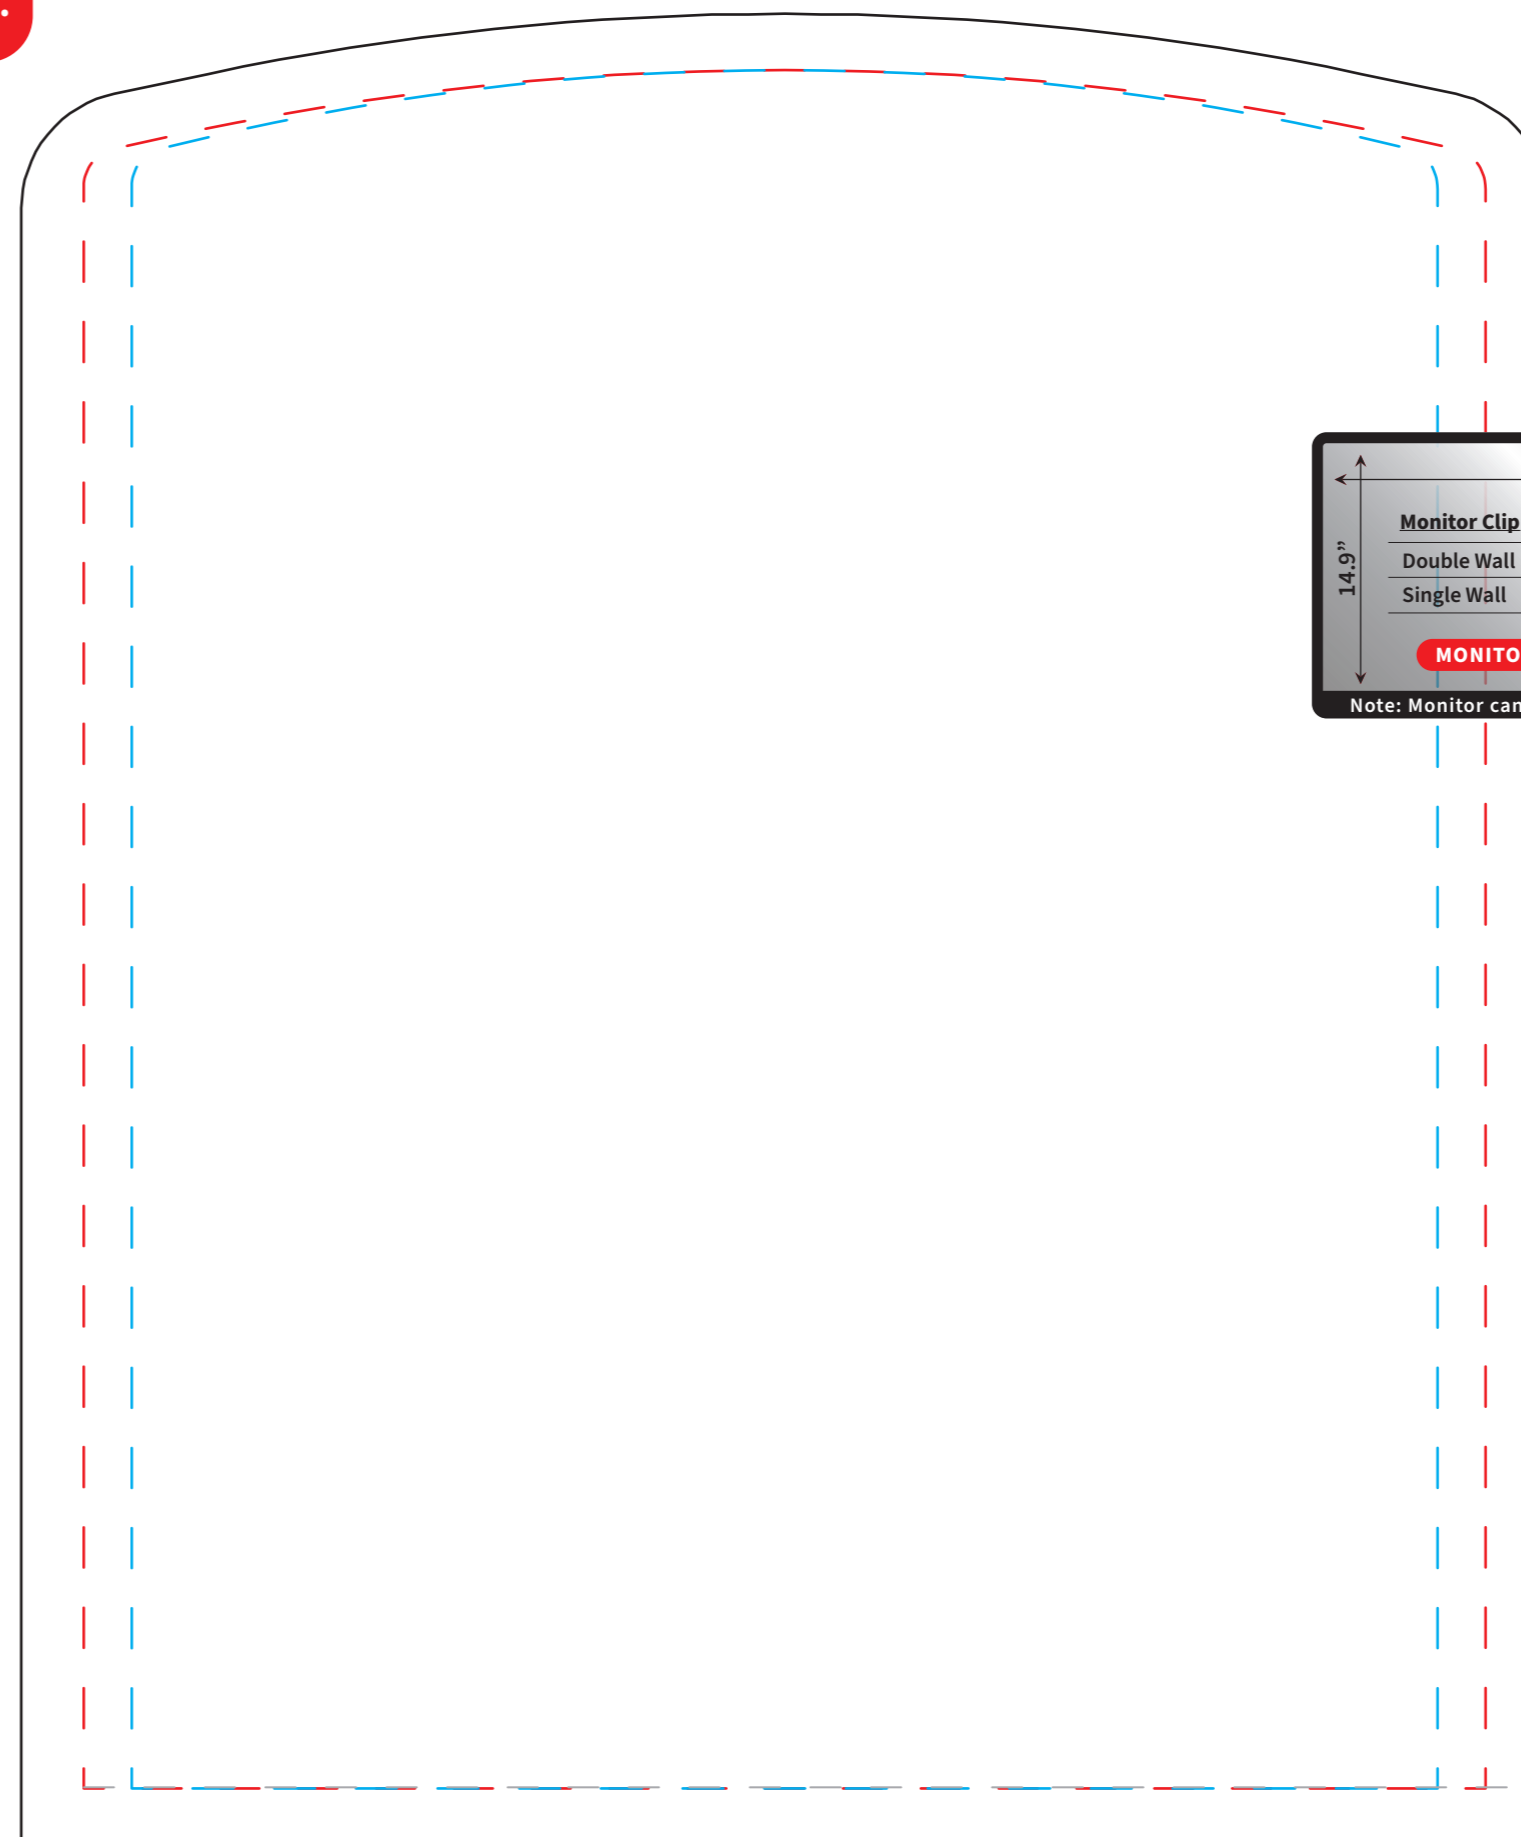 Monitor Clip
Double Wall
Single Wall
14.9”
MONITO
Note: Monitor can